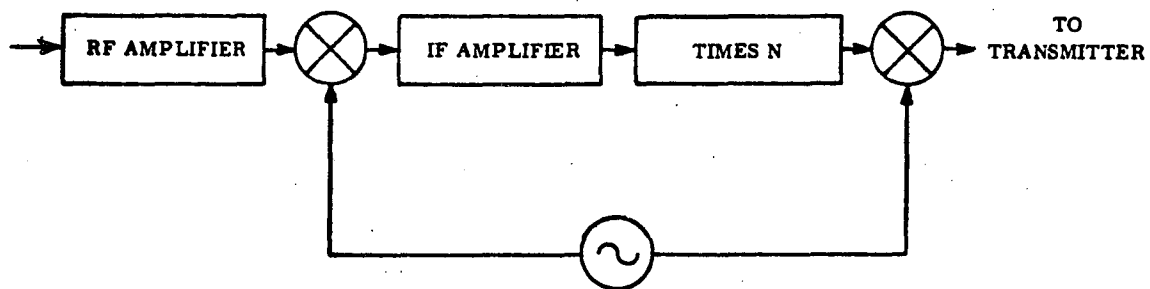 RF AMPLIFIER
IF AMPLIFIER
TIMES N
TO
TRANSMITTER